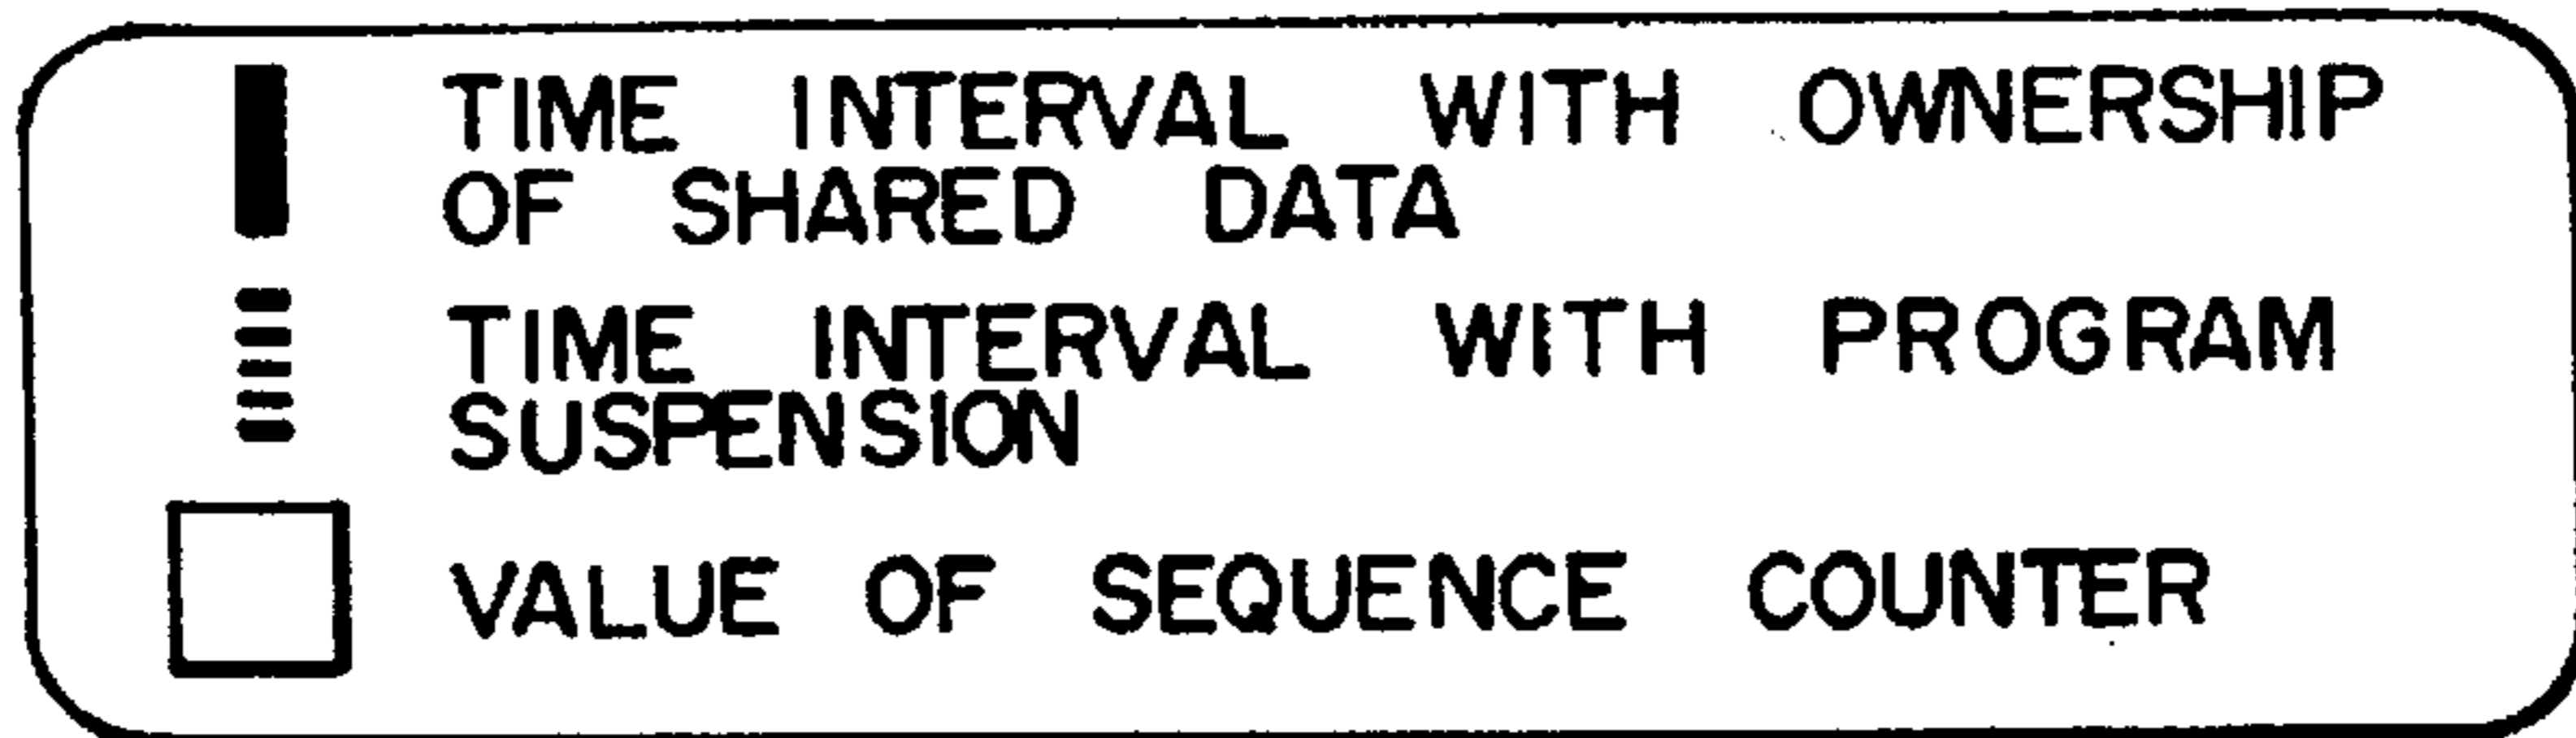 TIME INTERVAL WITH OWNERSHIP
OF SHARED DATA
TIME INTERVAL WITH PROGRAM
SUSPENSION
VALUE OF SEQUENCE COUNTER